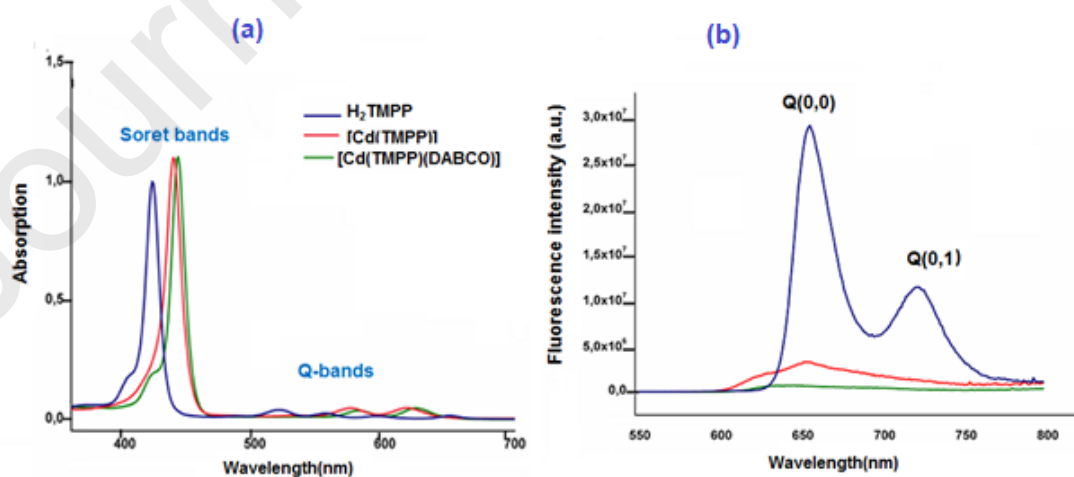 (a)
1,5
1,0
0,5
0,0
Absorption
Soret bands
Q-bands
H₂TMPP
[Cd(TMPP)]
[Cd(TMPP)(DABCO)]
400 500 600 700
Wavelength(nm)
(b)
Fluorescence intensity (a.u.)
3,0x10⁷
2,0x10⁷
1,5x10⁷
1,0x10⁷
5,0x10⁶
0,0
Q(0,0)
Q(0,1)
550 600 650 700 750 800
Wavelength(nm)